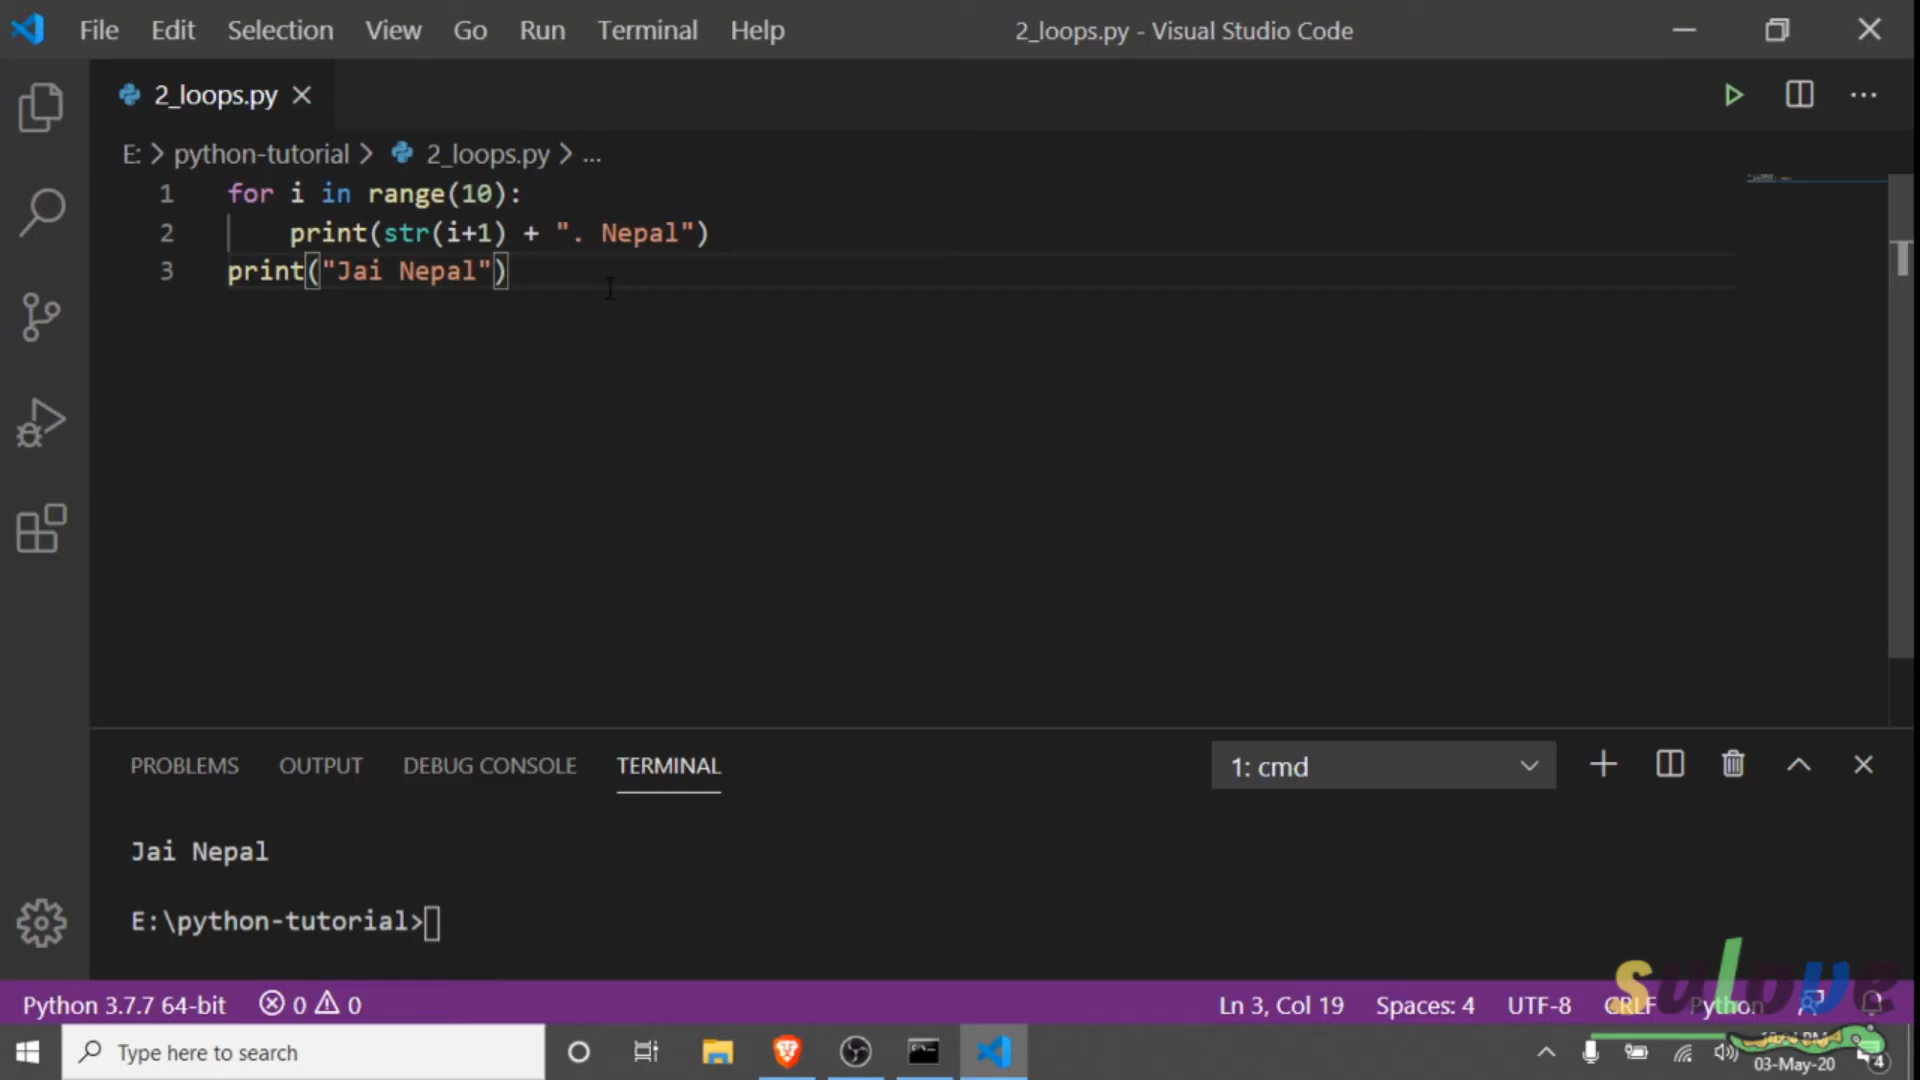 File Edit Selection View Go Run Terminal Help 2_loops.py - Visual Studio Code
2_loops.py
E: > python-tutorial > 2_loops.py > ...
1 for i in range(10):
2 print(str(i+1) + ". Nepal")
3 print("Jai Nepal")
PROBLEMS OUTPUT DEBUG CONSOLE TERMINAL 1: cmd
Jai Nepal
E:\python-tutorial>
sulove
Python 3.7.7 64-bit 0 0 Ln 3, Col 19 Spaces: 4 UTF-8 CRLF Python
Type here to search
03-May-20 4